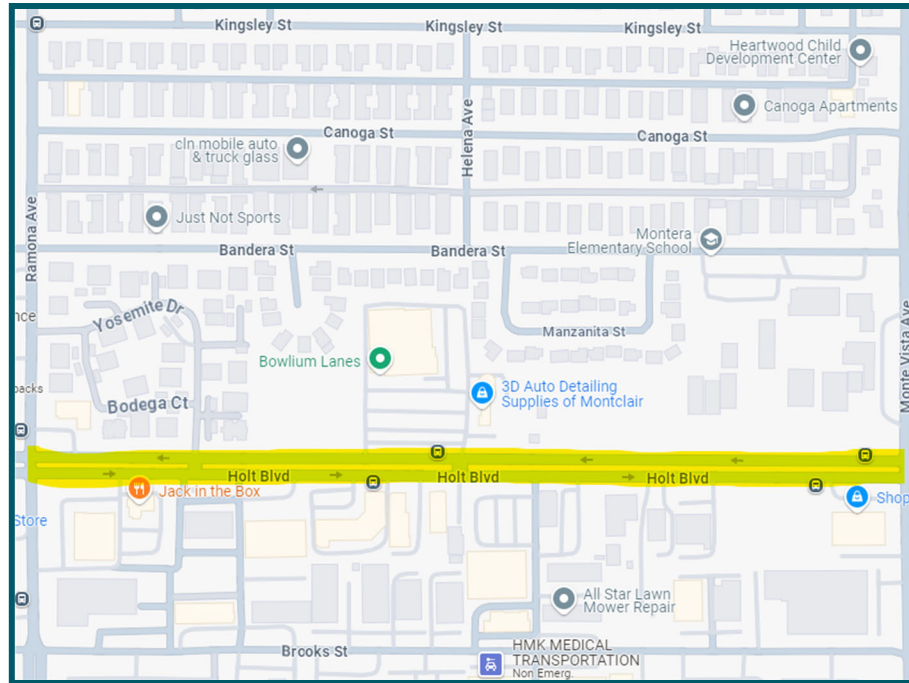 Kingsley St
Kingsley St
Kingsley St
Heartwood Child
Development Center
Canoga Apartments
Canoga St
Canoga St
cln mobile auto
& truck glass
Helena Ave
Just Not Sports
Ramona Ave
Montera
Elementary School
Bandera St
Bandera St
Yosemite Dr
Manzanita St
Monte Vista Ave
Bowlium Lanes
3D Auto Detailing
Supplies of Montclair
Bodega Ct
Holt Blvd
Holt Blvd
Holt Blvd
Jack in the Box
Shop
Store
All Star Lawn
Mower Repair
Brooks St
HMK MEDICAL
TRANSPORTATION
Non Emerg.